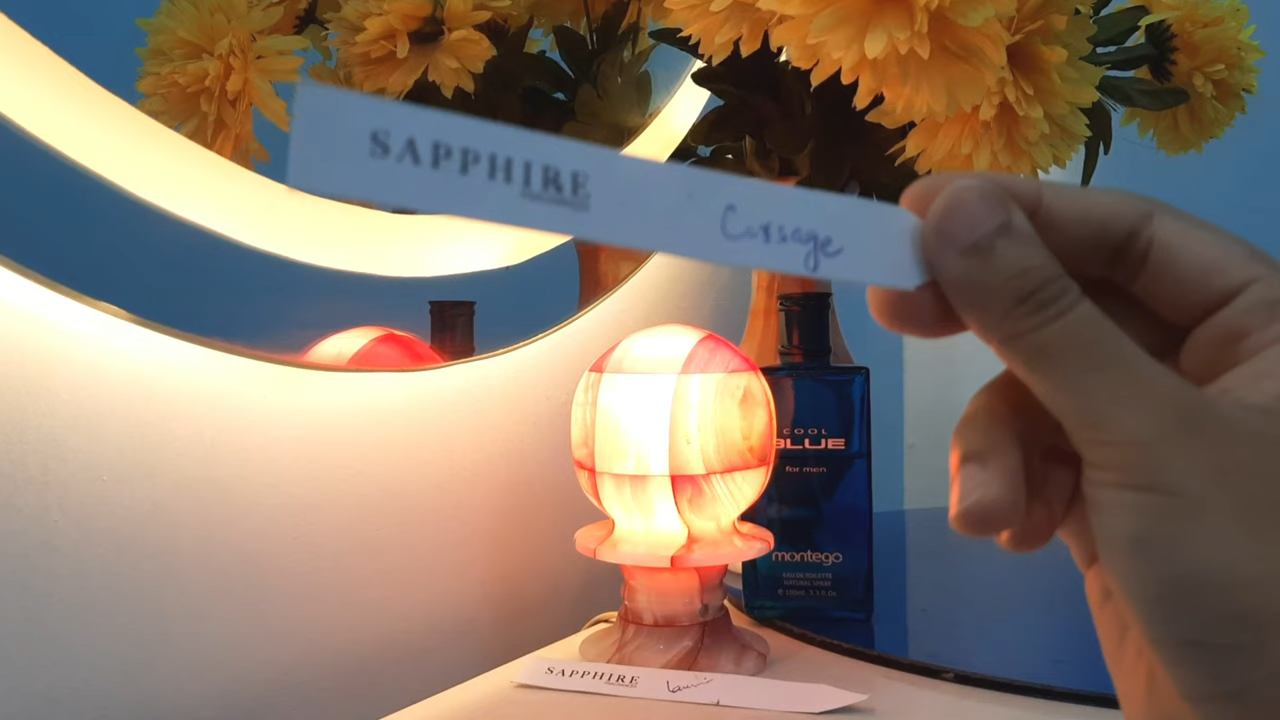 SAPPHIRE
Corsage
COOL
BLUE
for men
montego
EAU DE TOILETTE
NATURAL SPRAY
SAPPHIRE